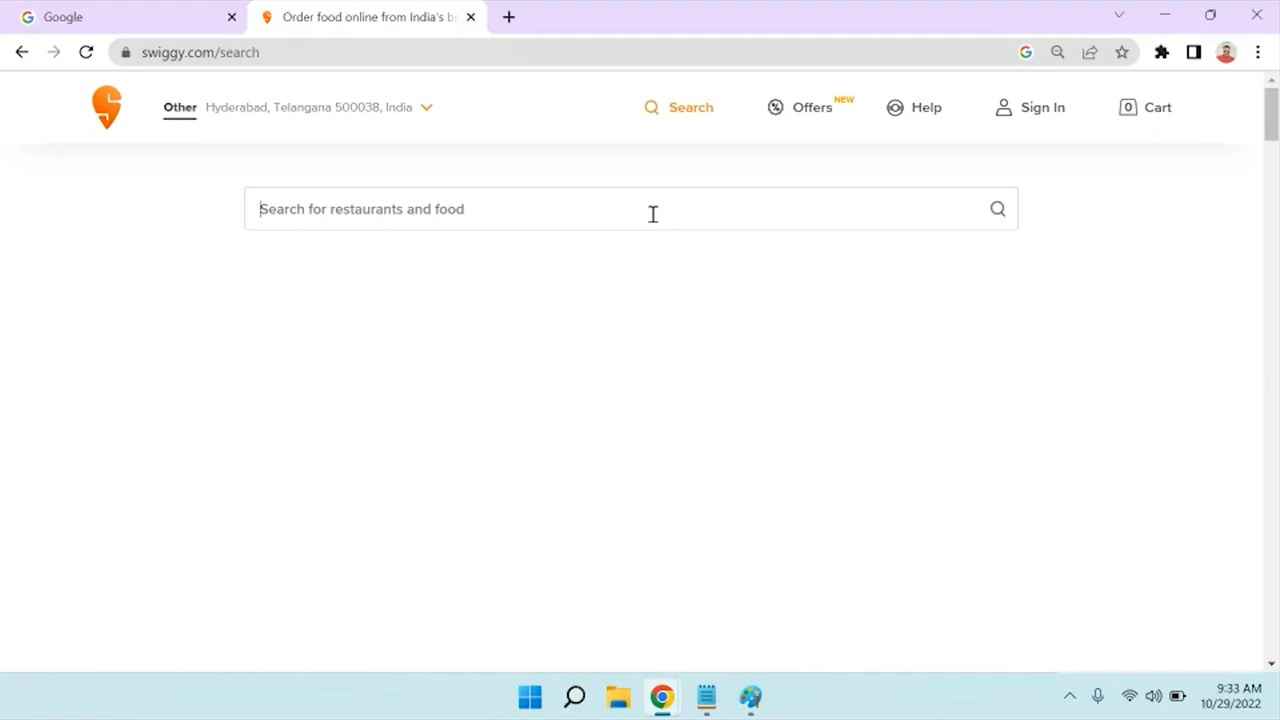 Google
Order food online from India's b
swiggy.com/search
Other Hyderabad, Telangana 500038, India
Search
Offers NEW
Help
Sign In
0 Cart
Search for restaurants and food
9:33 AM
10/29/2022